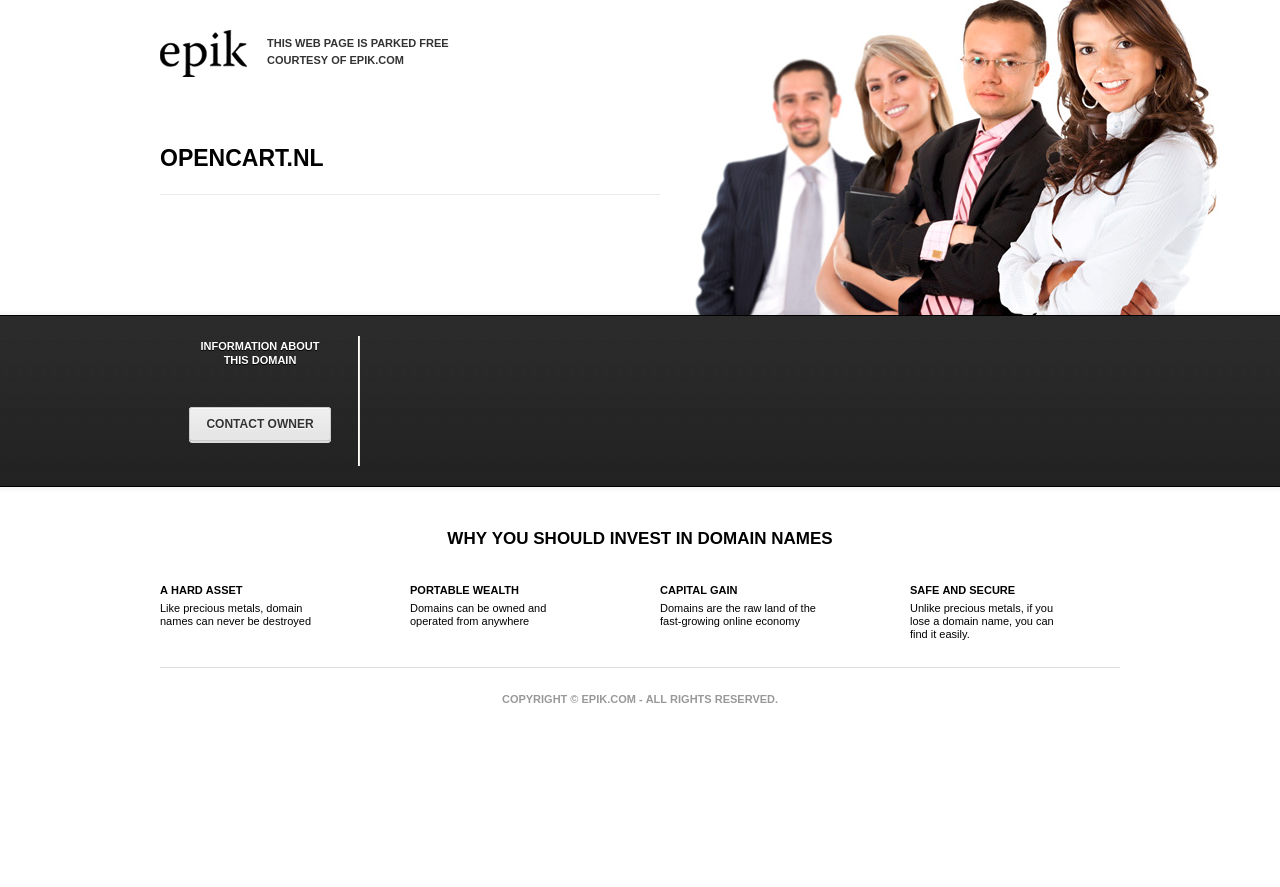 epik
THIS WEB PAGE IS PARKED FREE
COURTESY OF EPIK.COM
OPENCART.NL
INFORMATION ABOUT
THIS DOMAIN
CONTACT OWNER
WHY YOU SHOULD INVEST IN DOMAIN NAMES
A HARD ASSET
Like precious metals, domain
names can never be destroyed
PORTABLE WEALTH
Domains can be owned and
operated from anywhere
CAPITAL GAIN
Domains are the raw land of the
fast-growing online economy
SAFE AND SECURE
Unlike precious metals, if you
lose a domain name, you can
find it easily.
COPYRIGHT © EPIK.COM - ALL RIGHTS RESERVED.